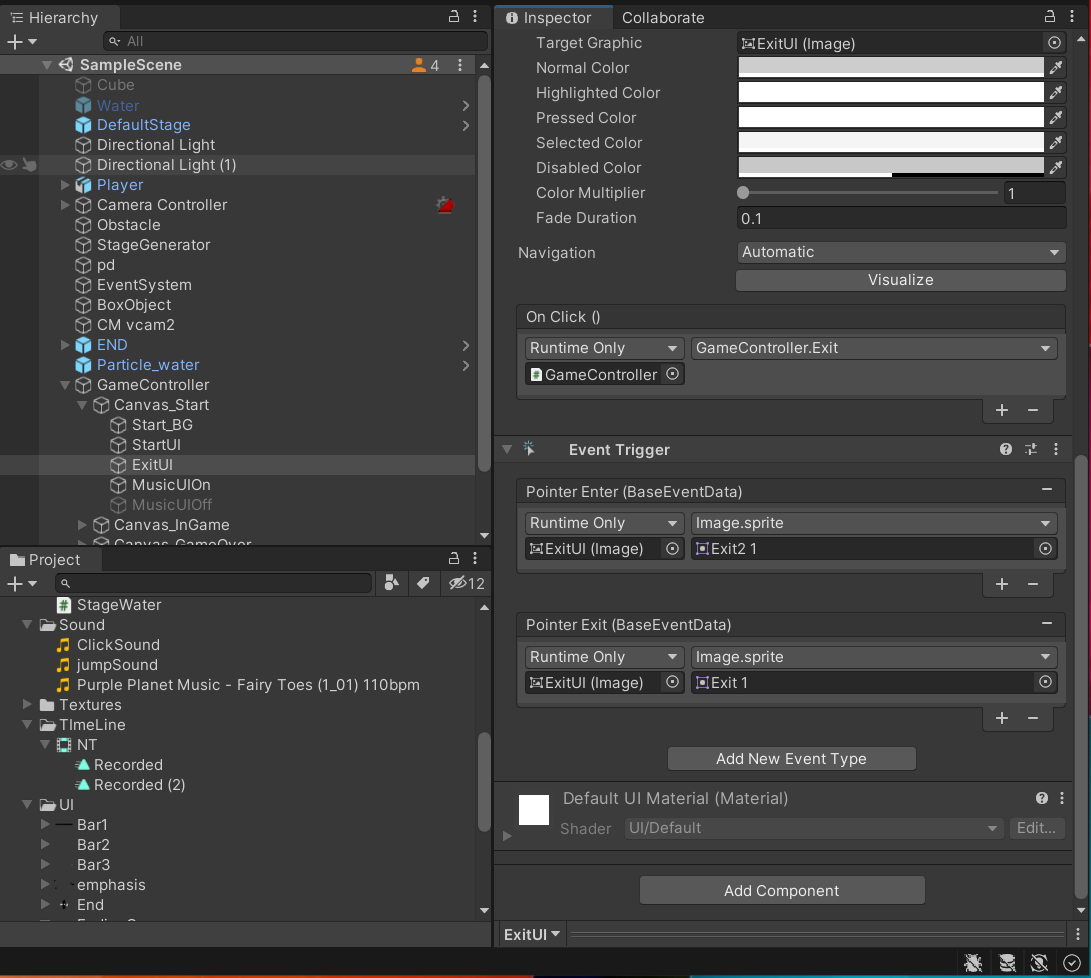 Hierarchy
All
SampleScene 4
Cube
Water
DefaultStage
Directional Light
Directional Light (1)
Player
Camera Controller
Obstacle
StageGenerator
pd
EventSystem
BoxObject
CM vcam2
END
Particle_water
GameController
Canvas_Start
Start_BG
StartUI
ExitUI
MusicUIOn
MusicUIOff
Canvas_InGame
Canvas_GameOver
Project
12
StageWater
Sound
ClickSound
jumpSound
Purple Planet Music - Fairy Toes (1_01) 110bpm
Textures
TImeLine
NT
Recorded
Recorded (2)
UI
Bar1
Bar2
Bar3
emphasis
End
Inspector Collaborate
Target Graphic ExitUI (Image)
Normal Color
Highlighted Color
Pressed Color
Selected Color
Disabled Color
Color Multiplier 1
Fade Duration 0.1
Navigation Automatic
Visualize
On Click ()
Runtime Only GameController.Exit
GameController
Event Trigger
Pointer Enter (BaseEventData)
Runtime Only Image.sprite
ExitUI (Image) Exit2 1
Pointer Exit (BaseEventData)
Runtime Only Image.sprite
ExitUI (Image) Exit 1
Add New Event Type
Default UI Material (Material)
Shader UI/Default Edit...
Add Component
ExitUI